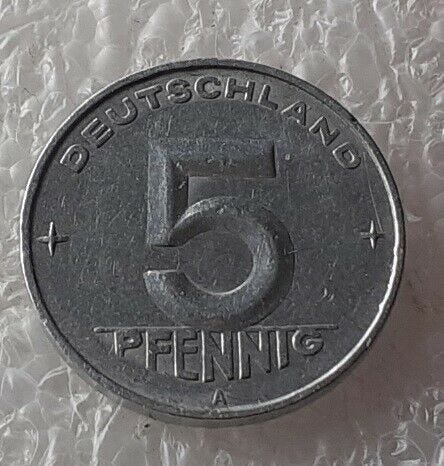 DEUTSCHLAND
5
PFENNIG
A